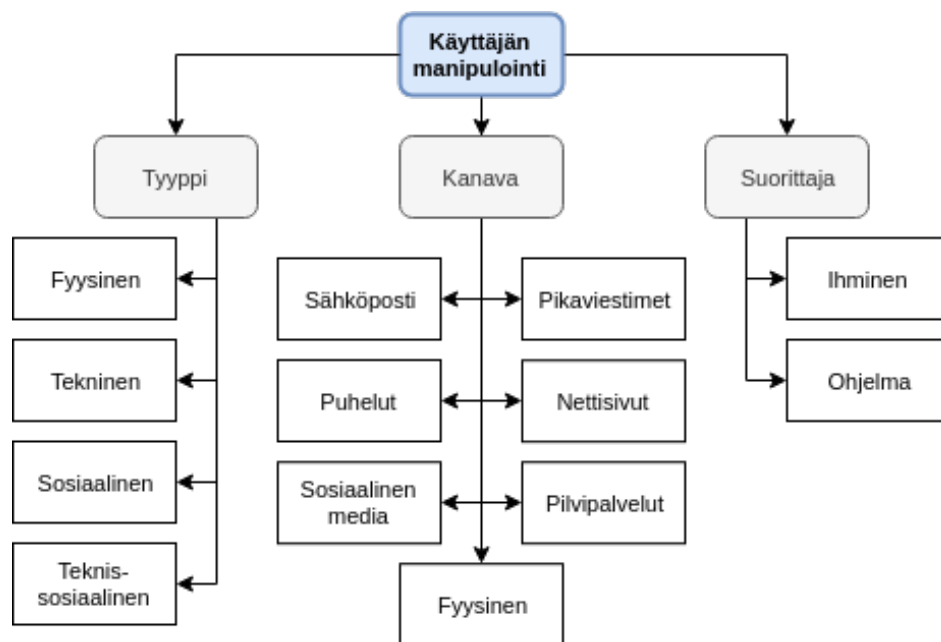 Käyttäjän
manipulointi
Tyyppi
Kanava
Suorittaja
Fyysinen
Tekninen
Sosiaalinen
Teknis-
sosiaalinen
Sähköposti
Pikaviestimet
Puhelut
Nettisivut
Sosiaalinen
media
Pilvipalvelut
Fyysinen
Ihminen
Ohjelma